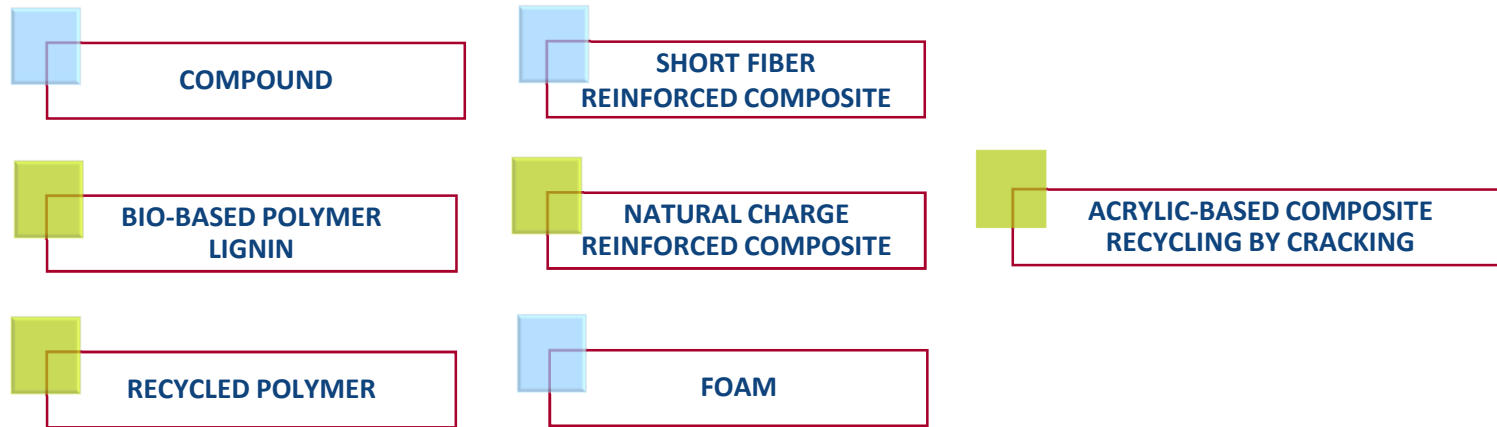 COMPOUND
SHORT FIBER
REINFORCED COMPOSITE
BIO-BASED POLYMER
LIGNIN
NATURAL CHARGE
REINFORCED COMPOSITE
ACRYLIC-BASED COMPOSITE
RECYCLING BY CRACKING
RECYCLED POLYMER
FOAM